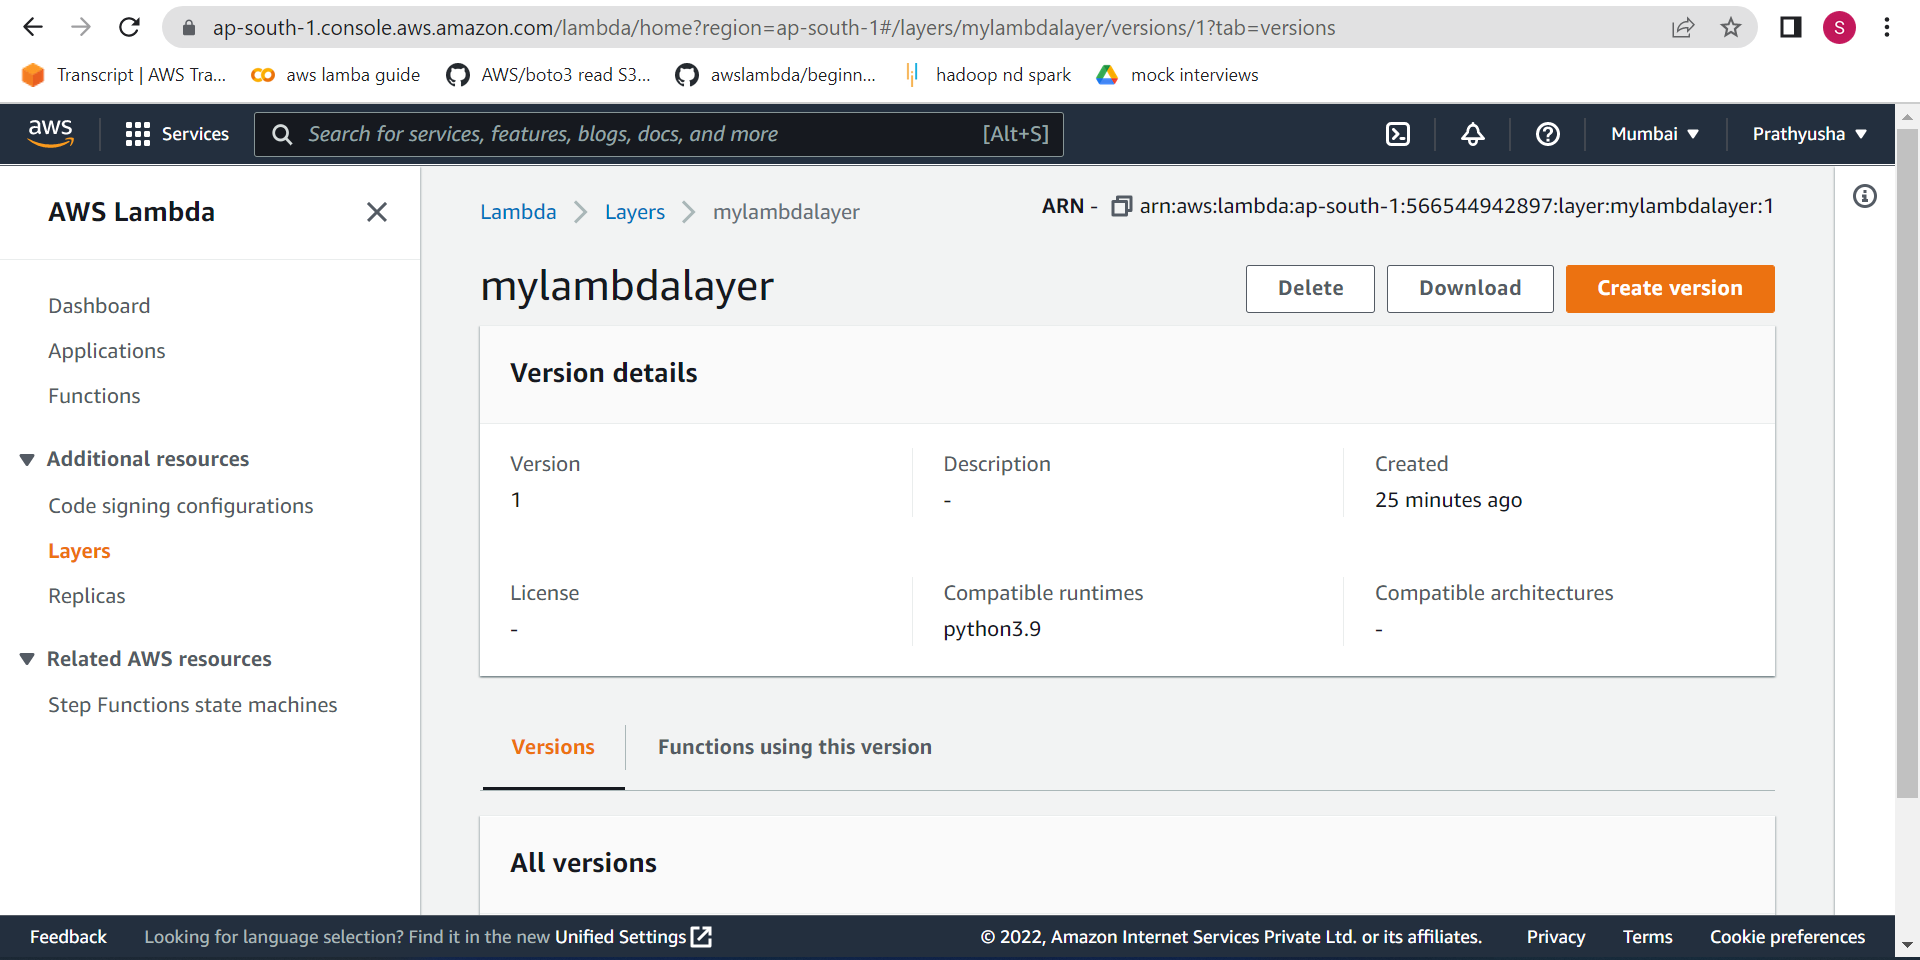 ap-south-1.console.aws.amazon.com/lambda/home?region=ap-south-1#/layers/mylambdalayer/versions/1?tab=versions
S
Transcript | AWS Tra... aws lamba guide AWS/boto3 read S3... awslambda/beginn... hadoop nd spark mock interviews
aws Services Search for services, features, blogs, docs, and more [Alt+S] Mumbai Prathyusha
AWS Lambda
Dashboard
Applications
Functions
Additional resources
Code signing configurations
Layers
Replicas
Related AWS resources
Step Functions state machines
Lambda Layers mylambdalayer
ARN - arn:aws:lambda:ap-south-1:566544942897:layer:mylambdalayer:1
mylambdalayer
Delete Download Create version
Version details
Version
1
Description
-
Created
25 minutes ago
License
-
Compatible runtimes
python3.9
Compatible architectures
-
Versions Functions using this version
All versions
Feedback Looking for language selection? Find it in the new Unified Settings © 2022, Amazon Internet Services Private Ltd. or its affiliates. Privacy Terms Cookie preferences